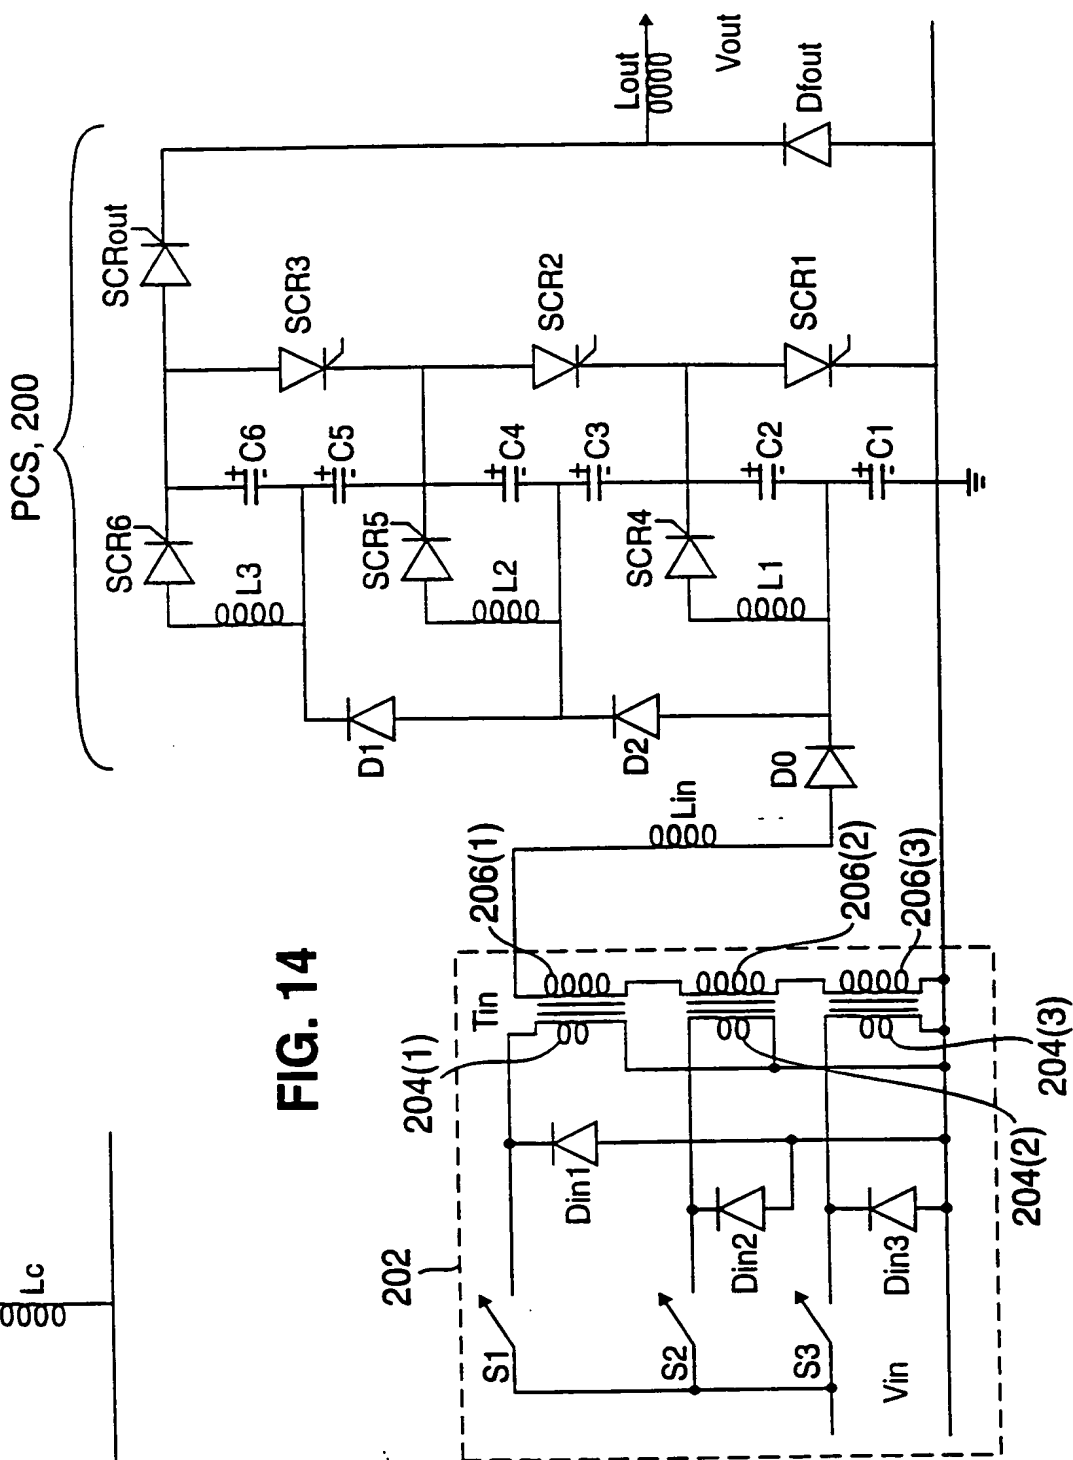 Lc
FIG. 14
PCS, 200
SCR6
SCRout
L3
C6
C5
SCR3
Lout
Vout
D1
SCR5
L2
C4
C3
SCR2
Dfout
D2
SCR4
L1
C2
C1
SCR1
Lin
D0
202
204(1)
Tin
206(1)
206(2)
206(3)
S1
Din1
S2
Din2
S3
Din3
Vin
204(2)
204(3)